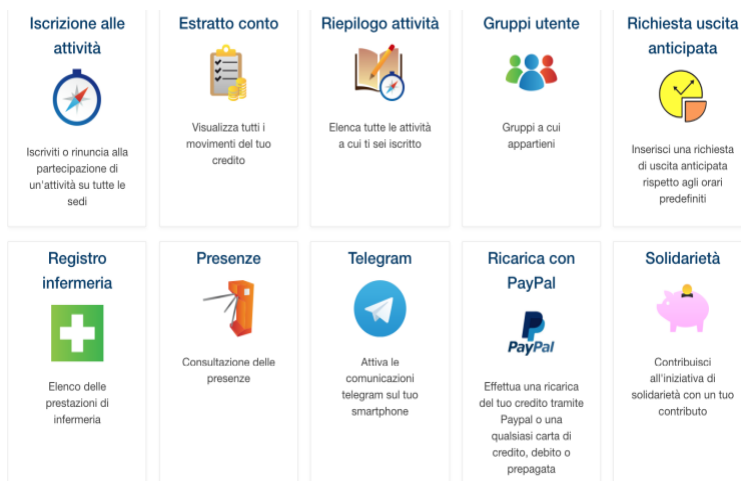 Iscrizione alle
attività
Iscriviti o rinuncia alla
partecipazione di
un'attività su tutte le
sedi
Estratto conto
Visualizza tutti i
movimenti del tuo
credito
Riepilogo attività
Elenca tutte le attività
a cui ti sei iscritto
Gruppi utente
Gruppi a cui
appartieni
Richiesta uscita
anticipata
Inserisci una richiesta
di uscita anticipata
rispetto agli orari
predefiniti
Registro
infermeria
Elenco delle
prestazioni di
infermeria
Presenze
Consultazione delle
presenze
Telegram
Attiva le
comunicazioni
telegram sul tuo
smartphone
Ricarica con
PayPal
PayPal
Effettua una ricarica
del tuo credito tramite
Paypal o una
qualsiasi carta di
credito, debito o
prepagata
Solidarietà
Contribuisci
all'iniziativa di
solidarietà con un tuo
contributo